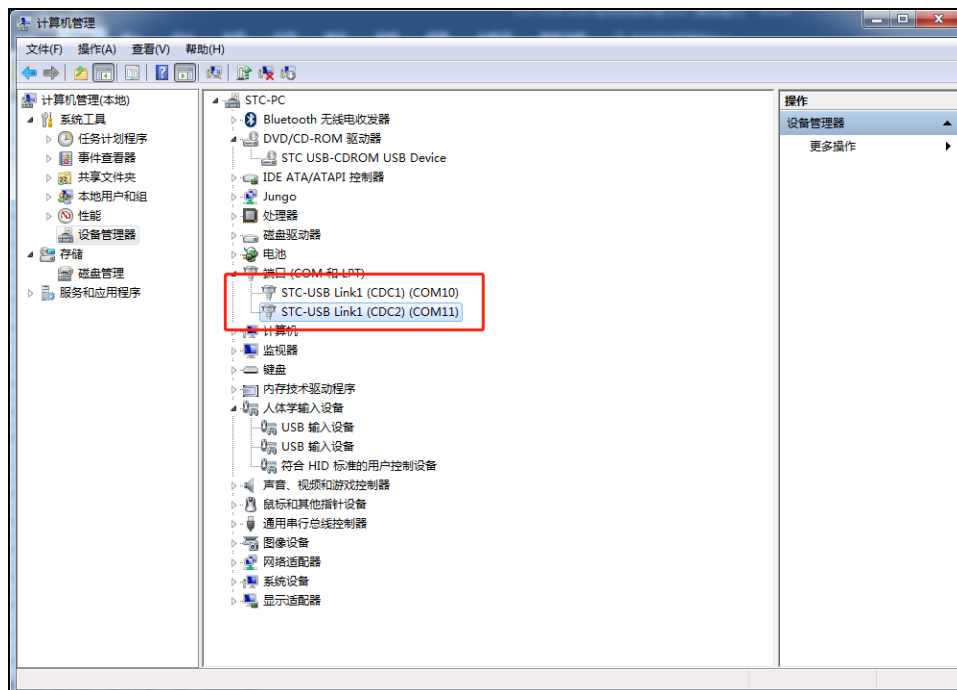 计算机管理
文件(F) 操作(A) 查看(V) 帮助(H)
计算机管理(本地)
系统工具
任务计划程序
事件查看器
共享文件夹
本地用户和组
性能
设备管理器
存储
磁盘管理
服务和应用程序
STC-PC
Bluetooth 无线电收发器
DVD/CD-ROM 驱动器
STC USB-CDROM USB Device
IDE ATA/ATAPI 控制器
Jungo
处理器
磁盘驱动器
电池
端口 (COM 和 LPT)
STC-USB Link1 (CDC1) (COM10)
STC-USB Link1 (CDC2) (COM11)
计算机
监视器
键盘
内存技术驱动程序
人体学输入设备
USB 输入设备
USB 输入设备
符合 HID 标准的用户控制设备
声音、视频和游戏控制器
鼠标和其他指针设备
通用串行总线控制器
图像设备
网络适配器
系统设备
显示适配器
操作
设备管理器
更多操作